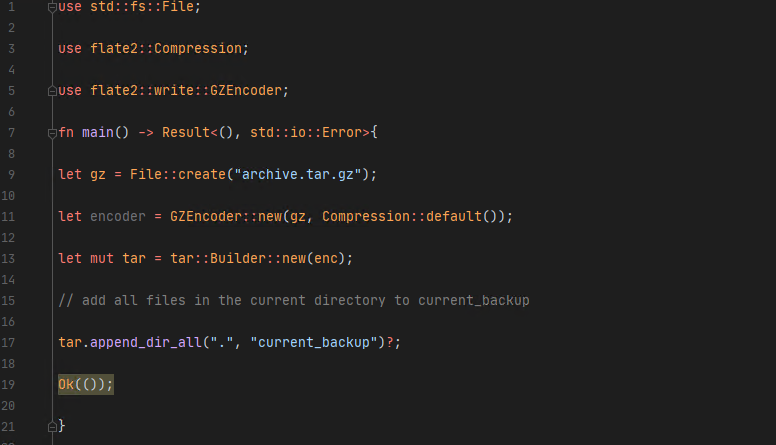 1 use std::fs::File;
2
3 use flate2::Compression;
4
5 use flate2::write::GZEncoder;
6
7 fn main() -> Result<(), std::io::Error>{
8
9 let gz = File::create("archive.tar.gz");
10
11 let encoder = GZEncoder::new(gz, Compression::default());
12
13 let mut tar = tar::Builder::new(enc);
14
15 // add all files in the current directory to current_backup
16
17 tar.append_dir_all(".", "current_backup")?;
18
19 Ok(());
20
21 }